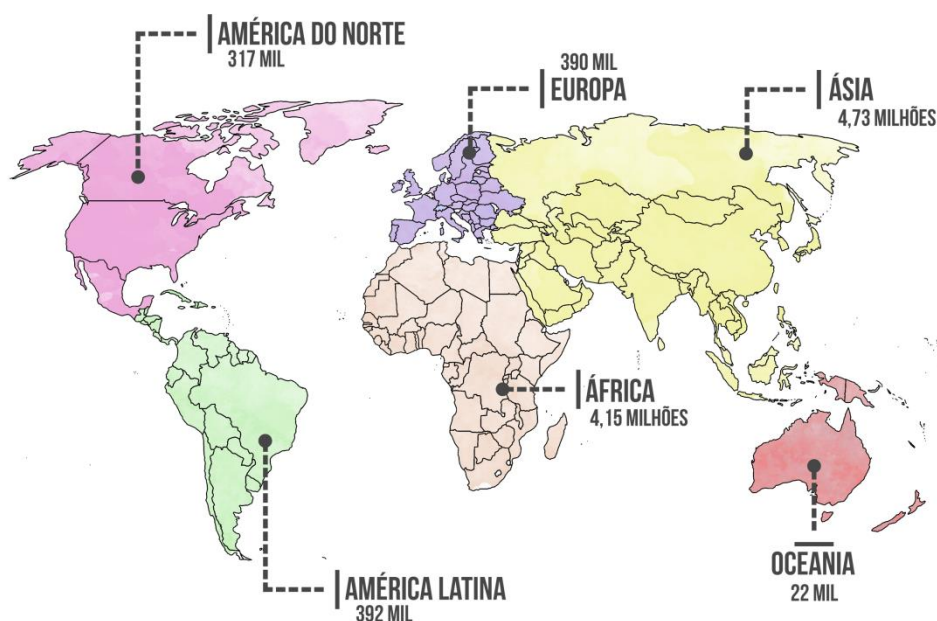 AMÉRICA DO NORTE
317 MIL
390 MIL
EUROPA
ÁSIA
4,73 MILHÕES
ÁFRICA
4,15 MILHÕES
OCEANIA
22 MIL
AMÉRICA LATINA
392 MIL